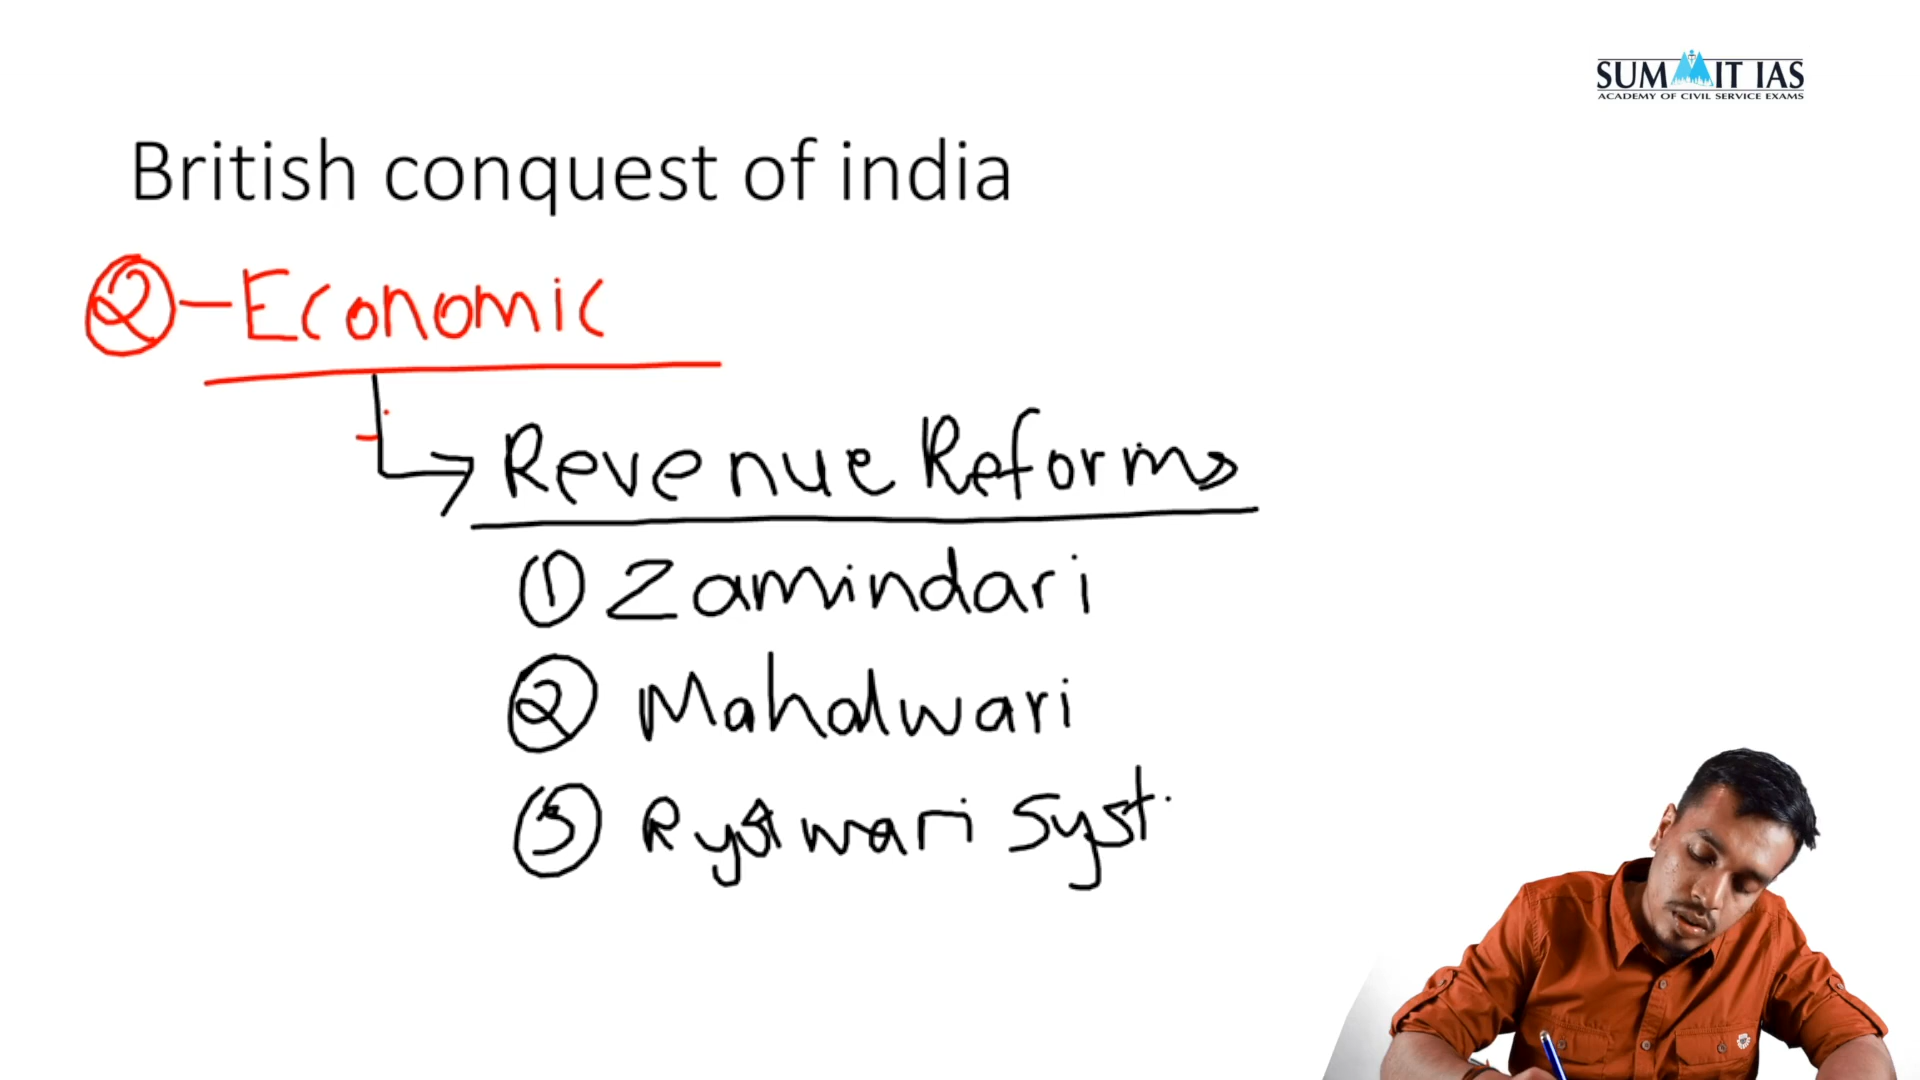 SUMMIT IAS
ACADEMY OF CIVIL SERVICE EXAMS
British conquest of india
② - Economic
→ Revenue Reforms
① Zamindari
② Mahalwari
③ Ryotwari Syst.